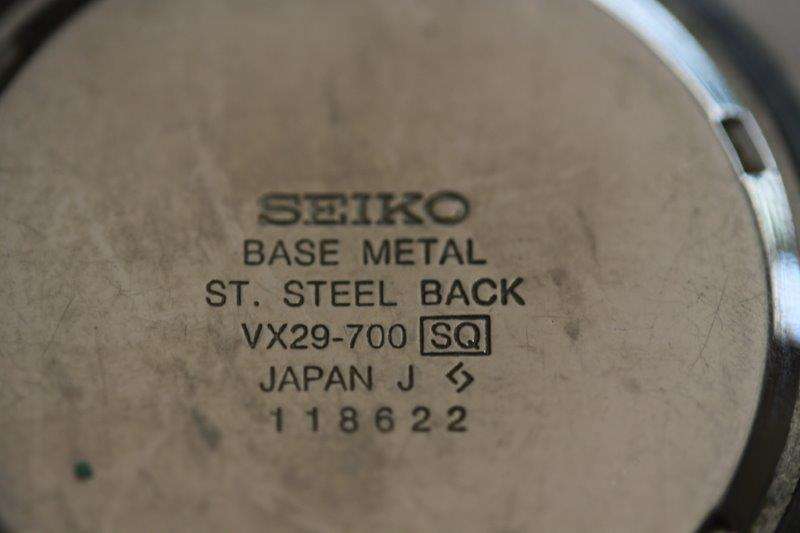 SEIKO
BASE METAL
ST. STEEL BACK
VX29-700 SQ
JAPAN J
118622